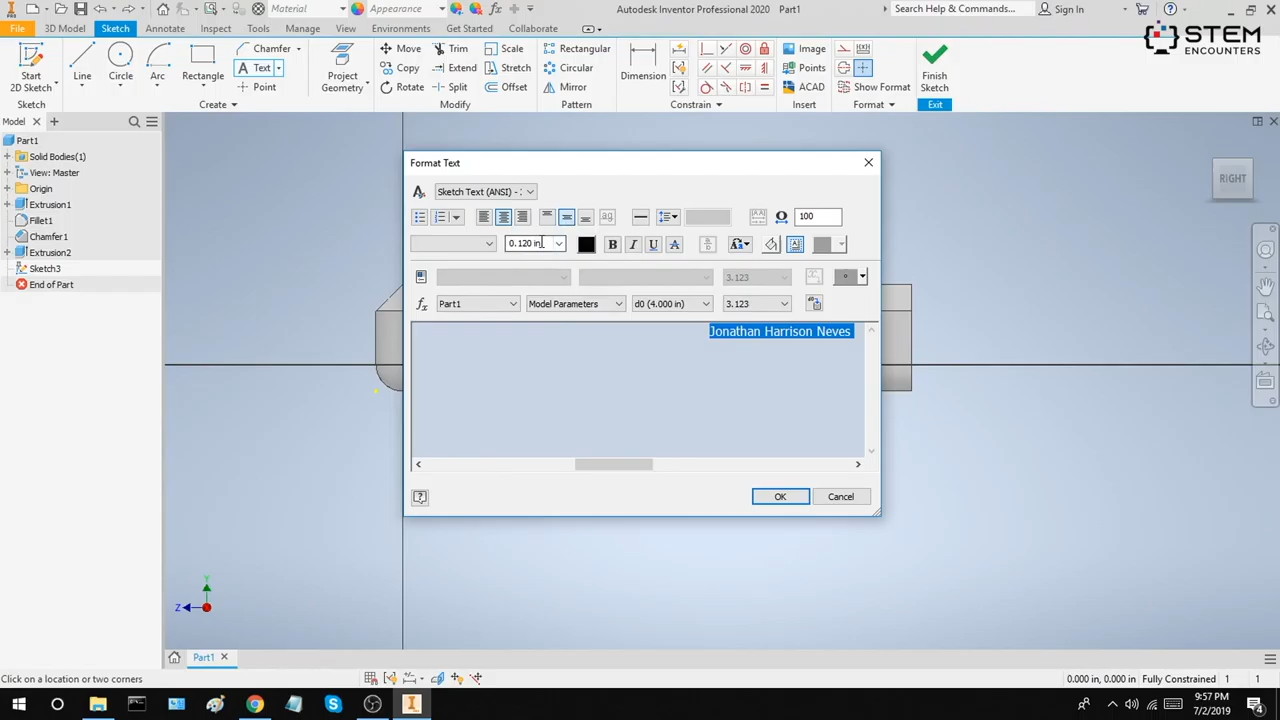 Material
Appearance
Autodesk Inventor Professional 2020 Part1
Search Help & Commands...
Sign In
File
3D Model
Sketch
Annotate
Inspect
Tools
Manage
View
Environments
Get Started
Collaborate
STEM
ENCOUNTERS
Start
2D Sketch
Line
Circle
Arc
Rectangle
Chamfer
Text
Point
Project
Geometry
Move
Copy
Rotate
Trim
Extend
Split
Scale
Stretch
Offset
Rectangular
Circular
Mirror
Dimension
Image
Points
ACAD
Show Format
Finish
Sketch
Sketch
Create
Modify
Pattern
Constrain
Insert
Format
Exit
Model
Part1
Solid Bodies(1)
View: Master
Origin
Extrusion1
Fillet1
Chamfer1
Extrusion2
Sketch3
End of Part
RIGHT
Format Text
Sketch Text (ANSI) -
100
0.120 in
B I U A
3.123
Part1
Model Parameters
d0 (4.000 in)
3.123
Jonathan Harrison Neves
OK
Cancel
Y
Z
Part1
Click on a location or two corners
0.000 in, 0.000 in
Fully Constrained
1
1
9:57 PM
7/2/2019
4